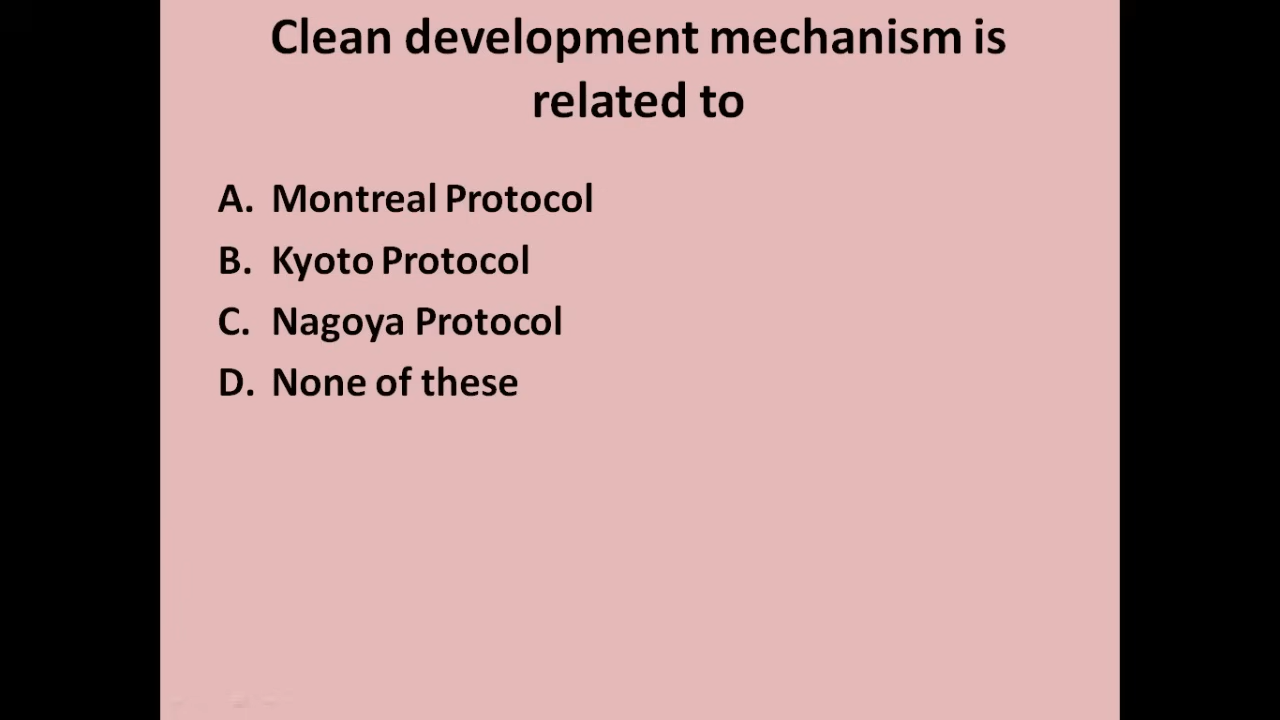 Clean development mechanism is
related to
A. Montreal Protocol
B. Kyoto Protocol
C. Nagoya Protocol
D. None of these